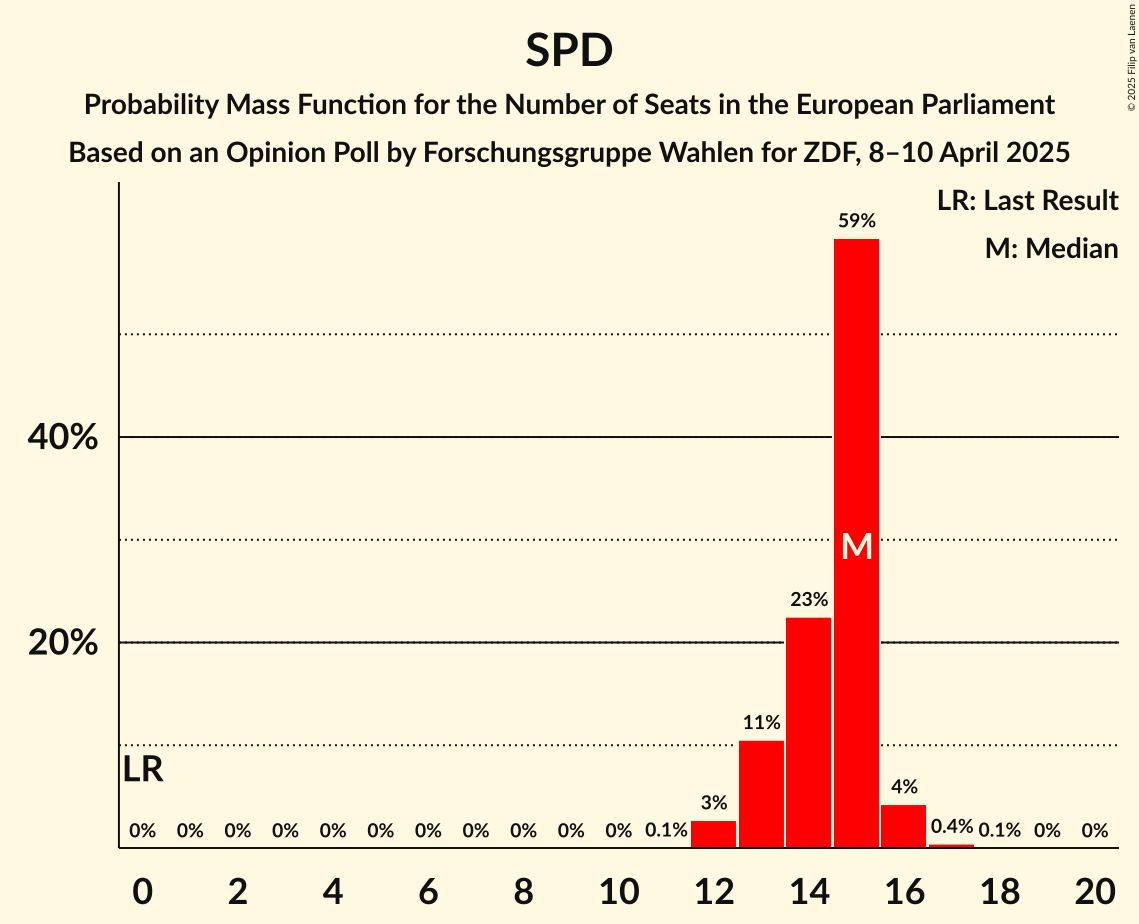 SPD
Probability Mass Function for the Number of Seats in the European Parliament
Based on an Opinion Poll by Forschungsgruppe Wahlen for ZDF, 8–10 April 2025
© 2025 Filip van Laenen
LR: Last Result
M: Median
59%
40%
M
23%
20%
11%
LR
4%
3%
0% 0% 0% 0% 0% 0% 0% 0% 0% 0% 0% 0.1% 0.4% 0.1% 0% 0%
0 2 4 6 8 10 12 14 16 18 20